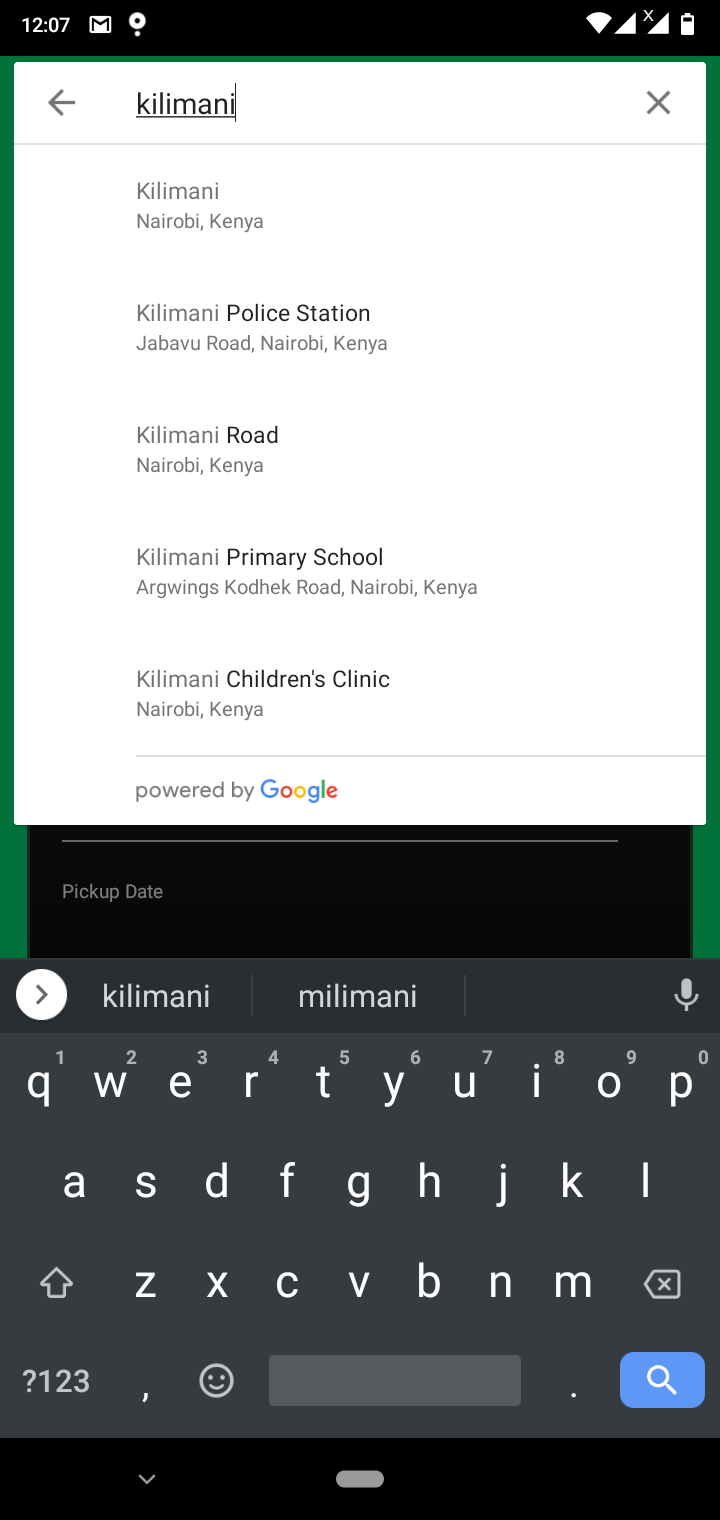 12:07
X
kilimani
Kilimani
Nairobi, Kenya
Kilimani Police Station
Jabavu Road, Nairobi, Kenya
Kilimani Road
Nairobi, Kenya
Kilimani Primary School
Argwings Kodhek Road, Nairobi, Kenya
Kilimani Children's Clinic
Nairobi, Kenya
powered by Google
Pickup Date
kilimani milimani
1 2 3 4 5 6 7 8 9 0
q w e r t y u i o p
a s d f g h j k l
z x c v b n m
?123 , .